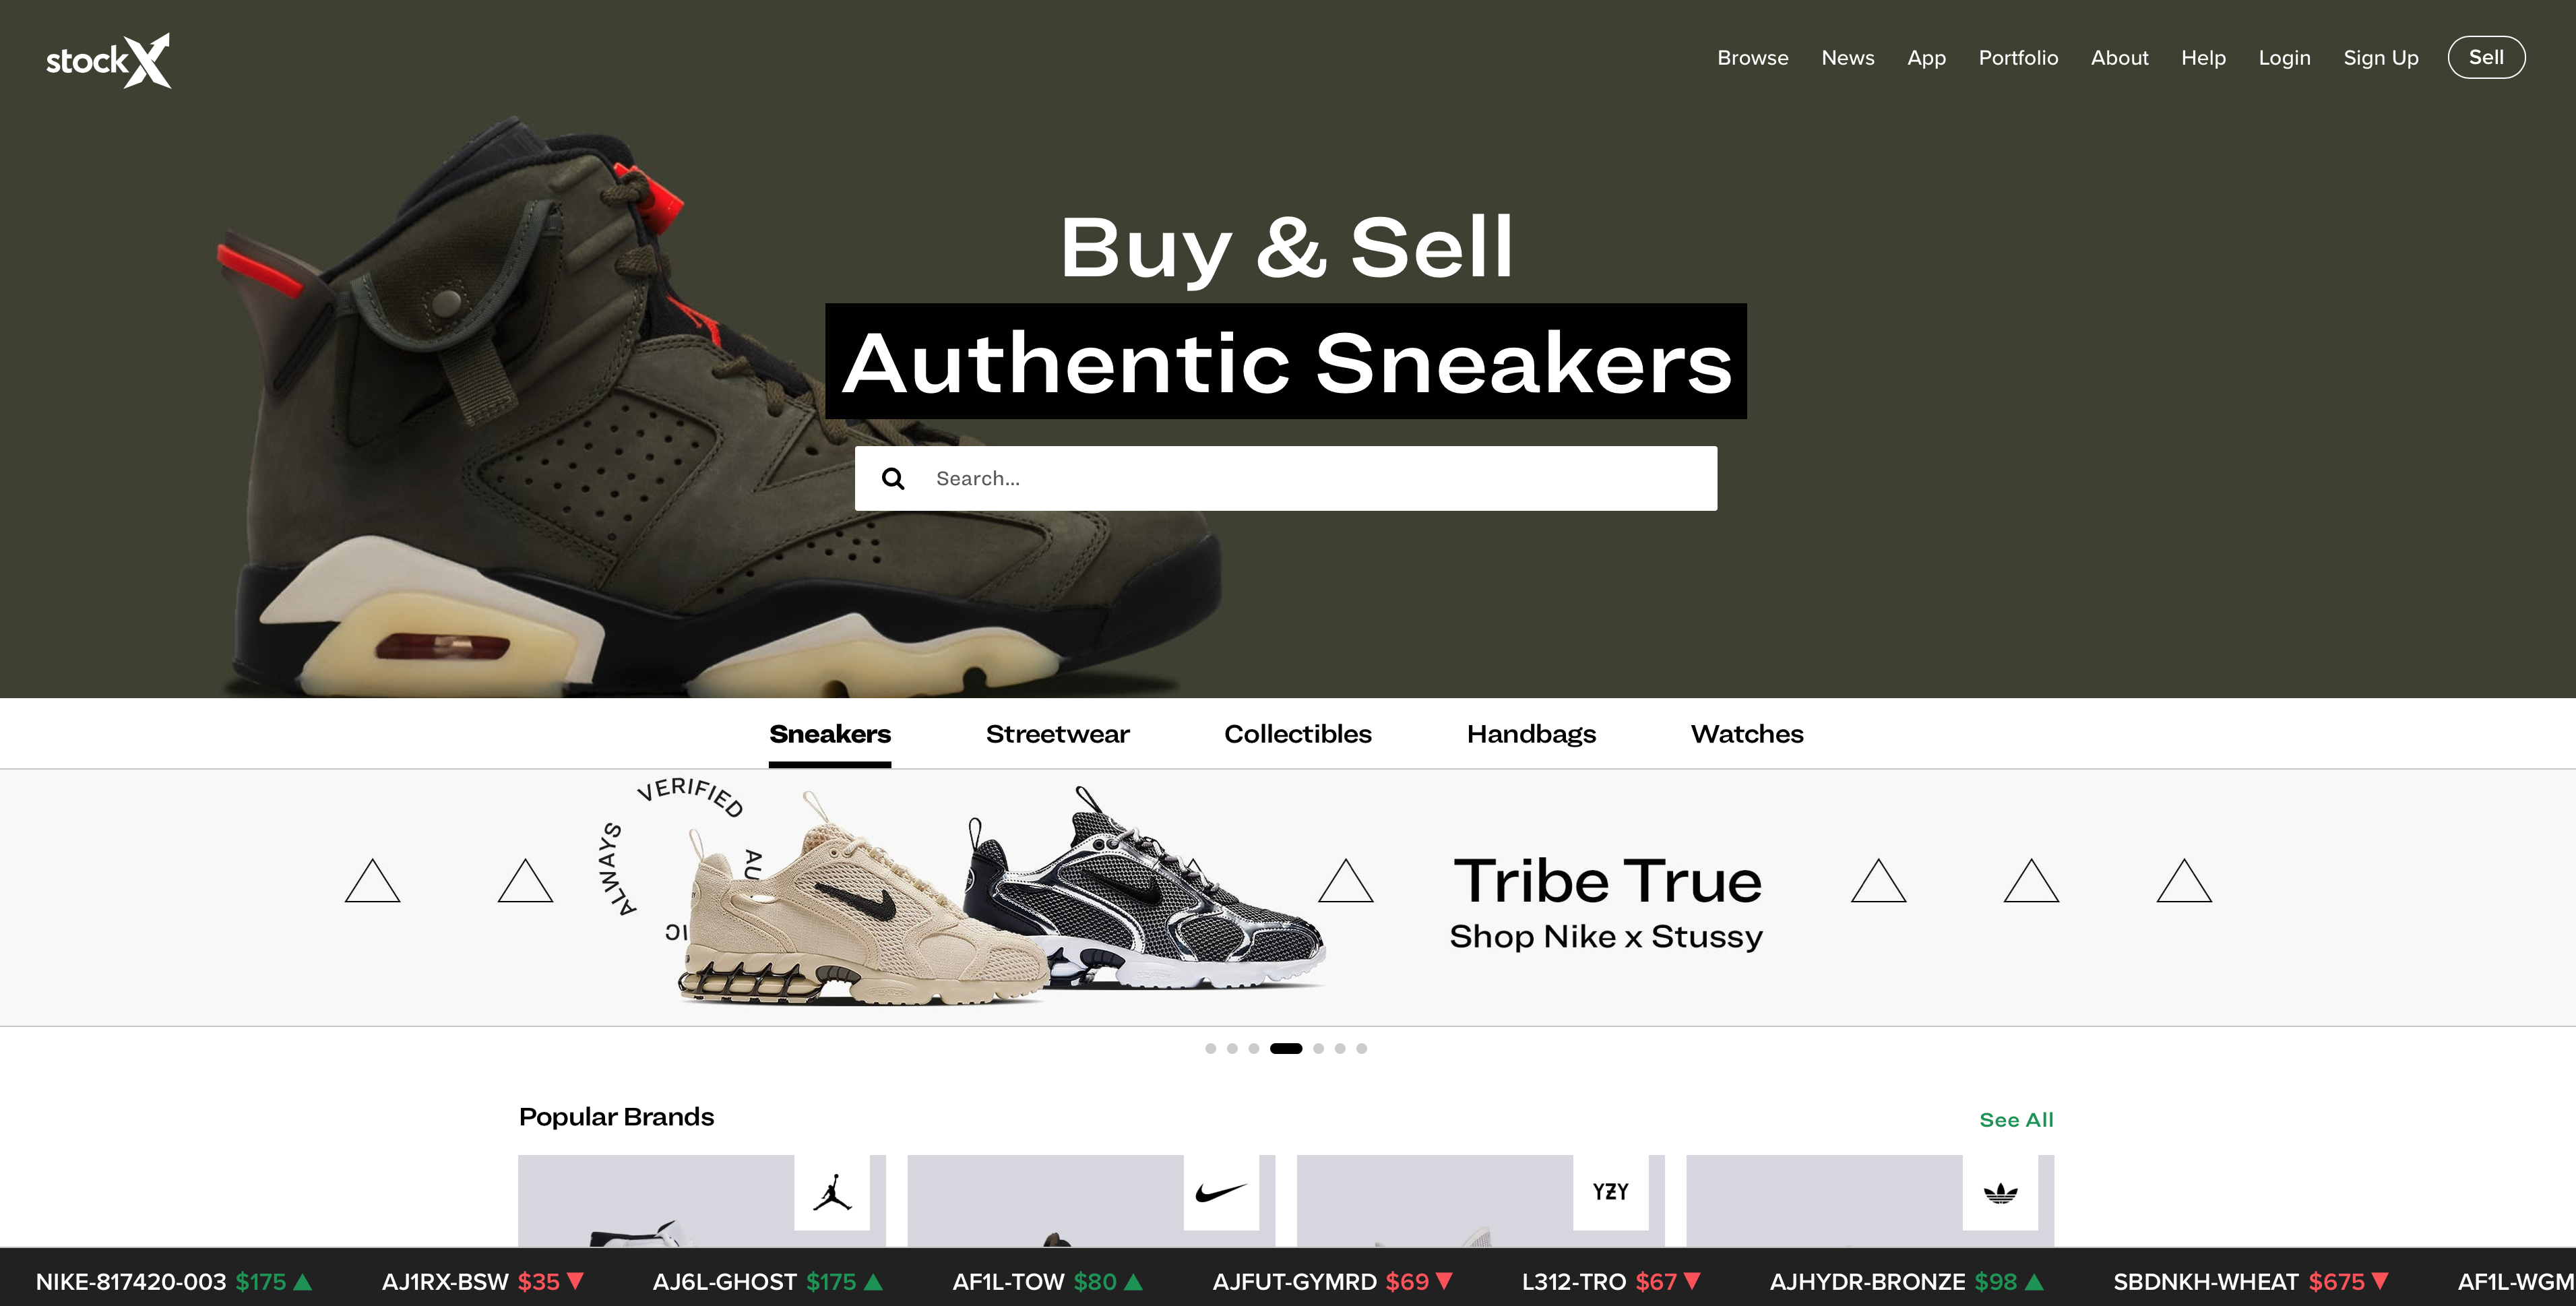 stockX
Browse News App Portfolio About Help Login Sign Up Sell
Buy & Sell
Authentic Sneakers
Search...
Sneakers Streetwear Collectibles Handbags Watches
VERIFIED
ALWAYS
AU
IC
Tribe True
Shop Nike x Stussy
Popular Brands
See All
YZY
NIKE-817420-003 $175 ▲ AJ1RX-BSW $35 ▼ AJ6L-GHOST $175 ▲ AF1L-TOW $80 ▲ AJFUT-GYMRD $69 ▼ L312-TRO $67 ▼ AJHYDR-BRONZE $98 ▲ SBDNKH-WHEAT $675 ▼ AF1L-WGM